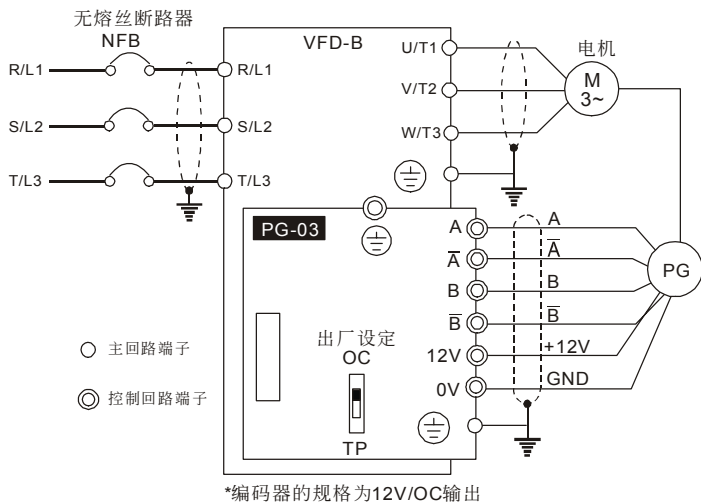 无熔丝断路器
NFB
VFD-B
电机
R/L1
R/L1
U/T1
M
3~
S/L2
S/L2
V/T2
W/T3
T/L3
T/L3
PG-03
A
A
A̅
A̅
B
B
B̅
B̅
PG
12V
+12V
0V
GND
出厂设定
OC
TP
主回路端子
控制回路端子
*编码器的规格为12V/OC输出